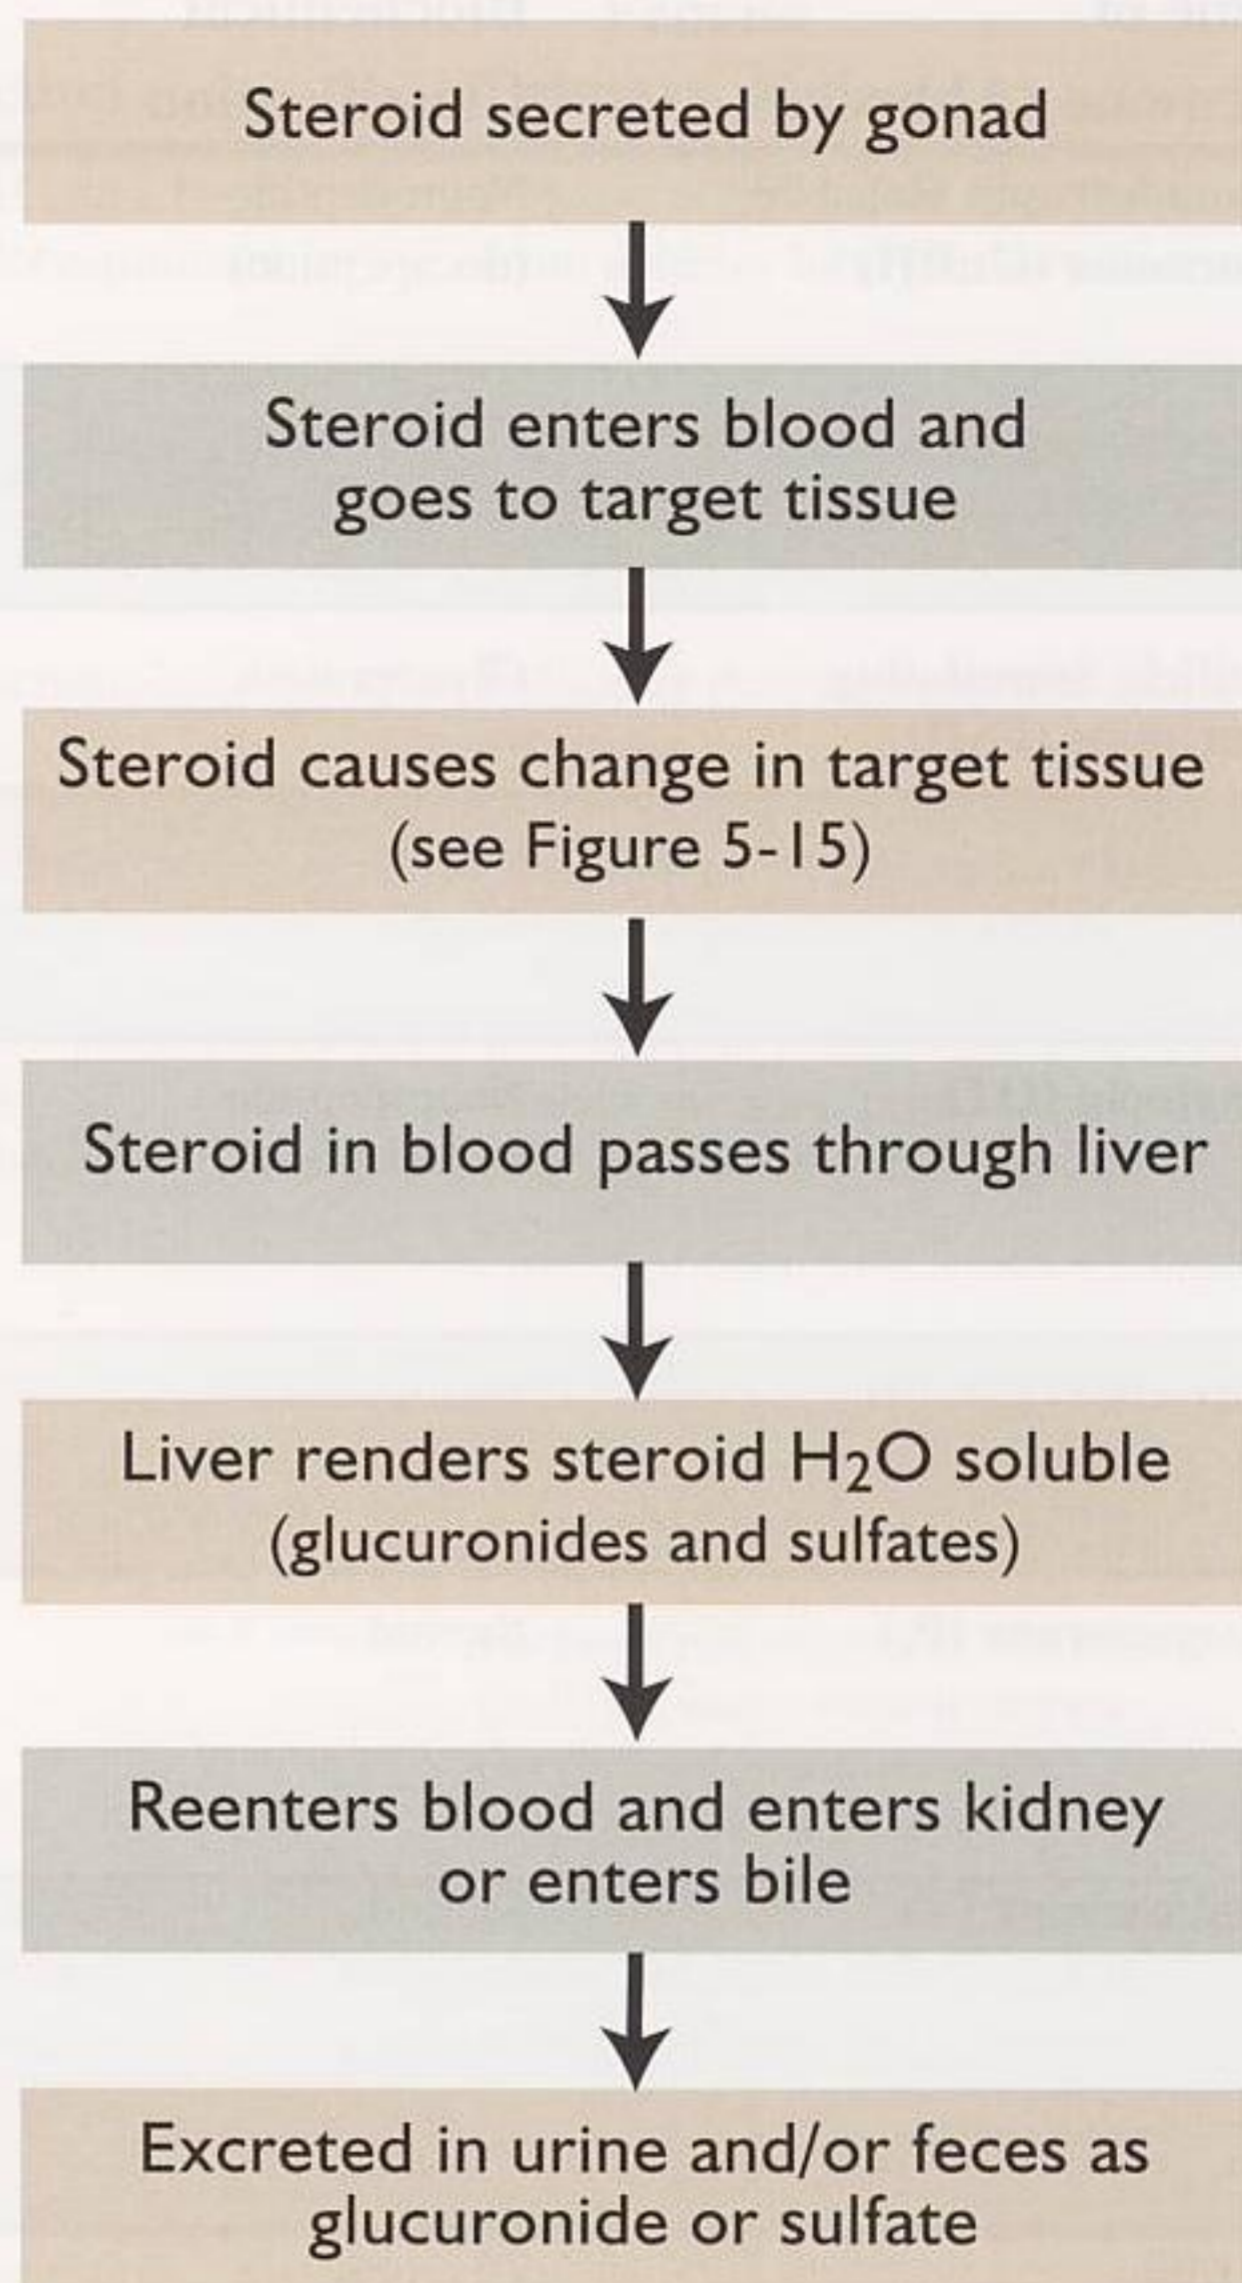 Steroid secreted by gonad
Steroid enters blood and
goes to target tissue
Steroid causes change in target tissue
(see Figure 5-15)
Steroid in blood passes through liver
Liver renders steroid H₂O soluble
(glucuronides and sulfates)
Reenters blood and enters kidney
or enters bile
Excreted in urine and/or feces as
glucuronide or sulfate